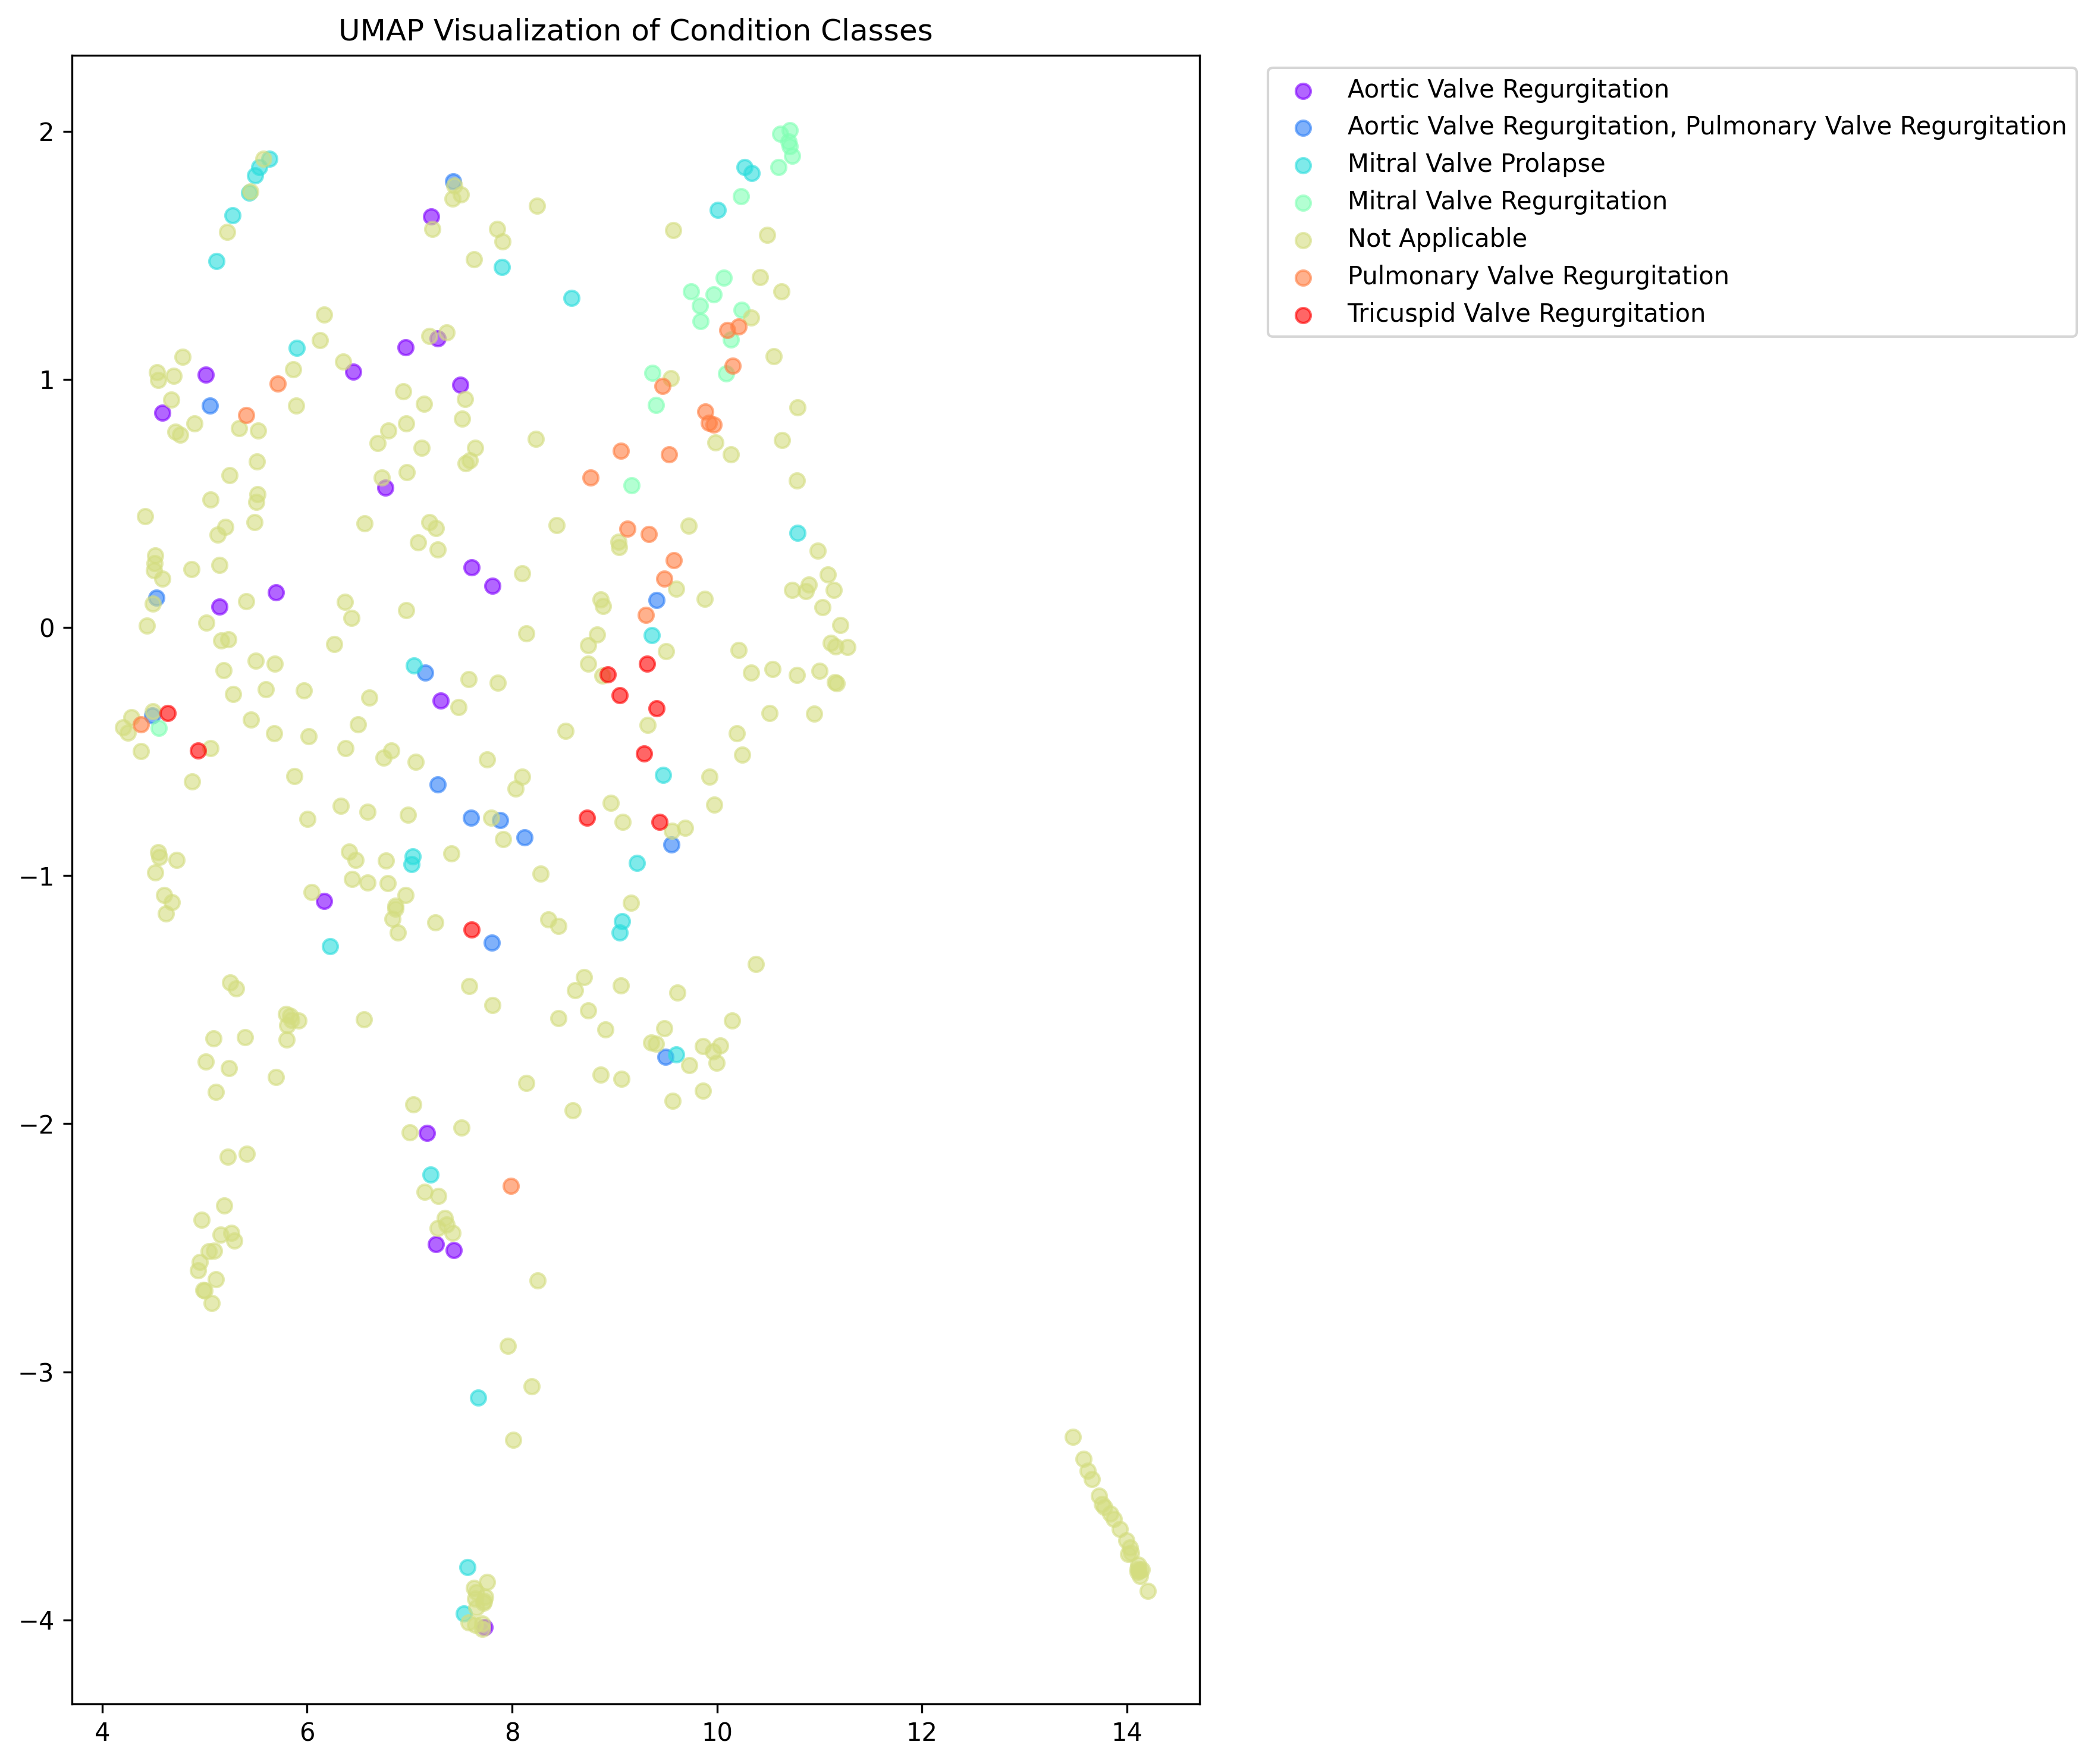 UMAP Visualization of Condition Classes
Aortic Valve Regurgitation
Aortic Valve Regurgitation, Pulmonary Valve Regurgitation
Mitral Valve Prolapse
Mitral Valve Regurgitation
Not Applicable
Pulmonary Valve Regurgitation
Tricuspid Valve Regurgitation
2
1
0
−1
−2
−3
−4
4 6 8 10 12 14